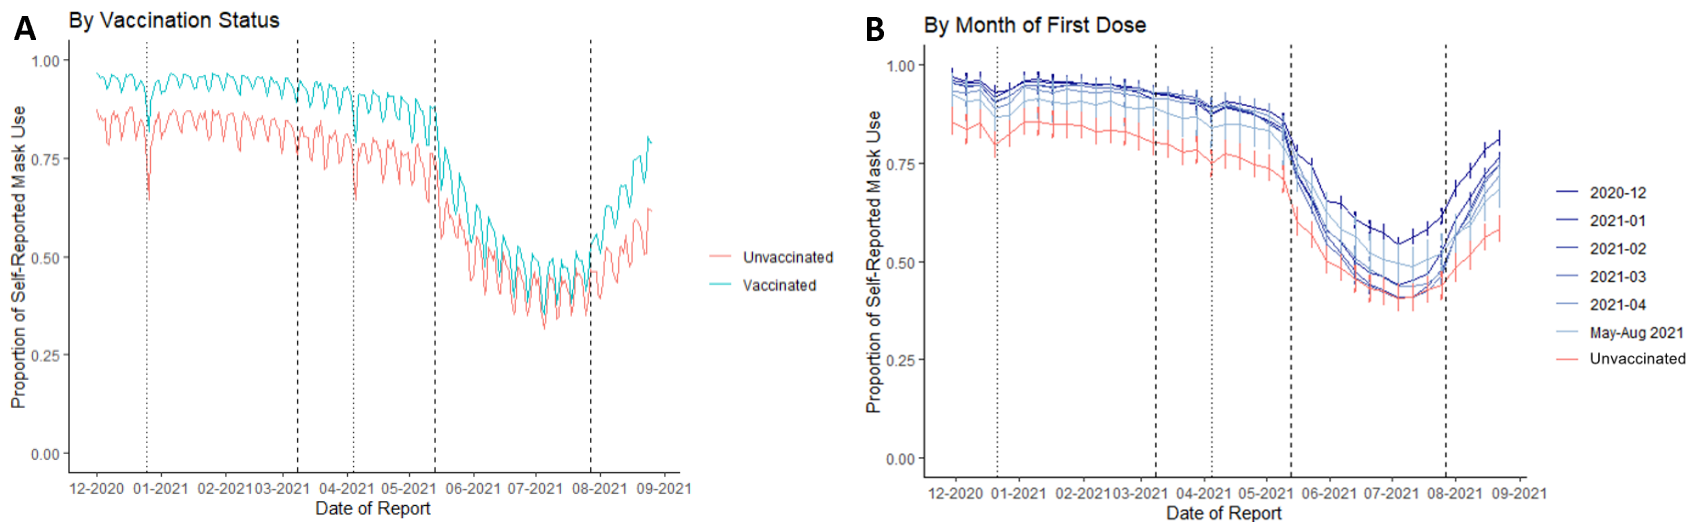 A
By Vaccination Status
Proportion of Self-Reported Mask Use
1.00
0.75
0.50
0.25
0.00
12-2020 01-2021 02-2021 03-2021 04-2021 05-2021 06-2021 07-2021 08-2021 09-2021
Date of Report
Unvaccinated
Vaccinated
B
By Month of First Dose
Proportion of Self-Reported Mask Use
1.00
0.75
0.50
0.25
0.00
12-2020 01-2021 02-2021 03-2021 04-2021 05-2021 06-2021 07-2021 08-2021 09-2021
Date of Report
2020-12
2021-01
2021-02
2021-03
2021-04
May-Aug 2021
Unvaccinated